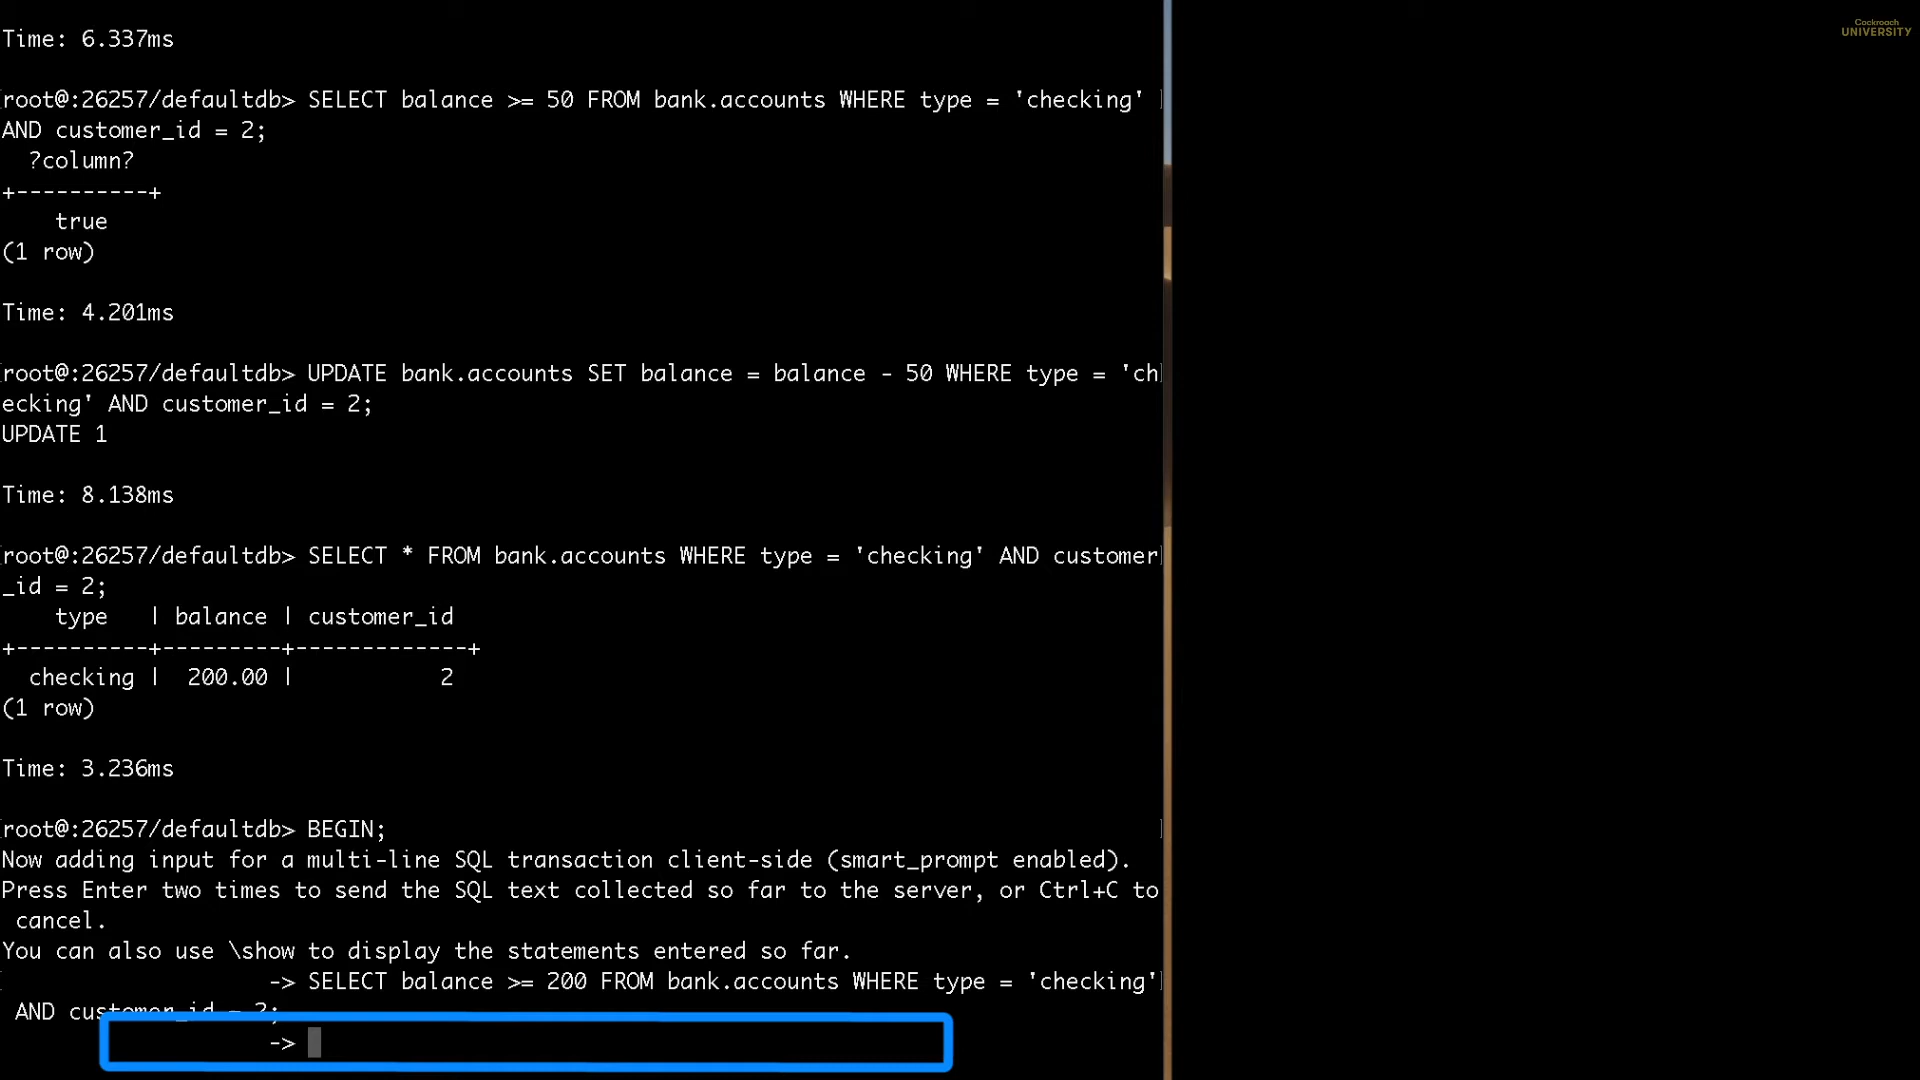 Cockroach
UNIVERSITY
Time: 6.337ms
root@:26257/defaultdb> SELECT balance >= 50 FROM bank.accounts WHERE type = 'checking'
AND customer_id = 2;
?column?
+----------+
true
(1 row)
Time: 4.201ms
root@:26257/defaultdb> UPDATE bank.accounts SET balance = balance - 50 WHERE type = 'ch
ecking' AND customer_id = 2;
UPDATE 1
Time: 8.138ms
root@:26257/defaultdb> SELECT * FROM bank.accounts WHERE type = 'checking' AND customer
_id = 2;
type | balance | customer_id
+----------+---------+-------------+
checking | 200.00 | 2
(1 row)
Time: 3.236ms
root@:26257/defaultdb> BEGIN;
Now adding input for a multi-line SQL transaction client-side (smart_prompt enabled).
Press Enter two times to send the SQL text collected so far to the server, or Ctrl+C to
cancel.
You can also use \show to display the statements entered so far.
-> SELECT balance >= 200 FROM bank.accounts WHERE type = 'checking'
AND customer_id = 2;
->